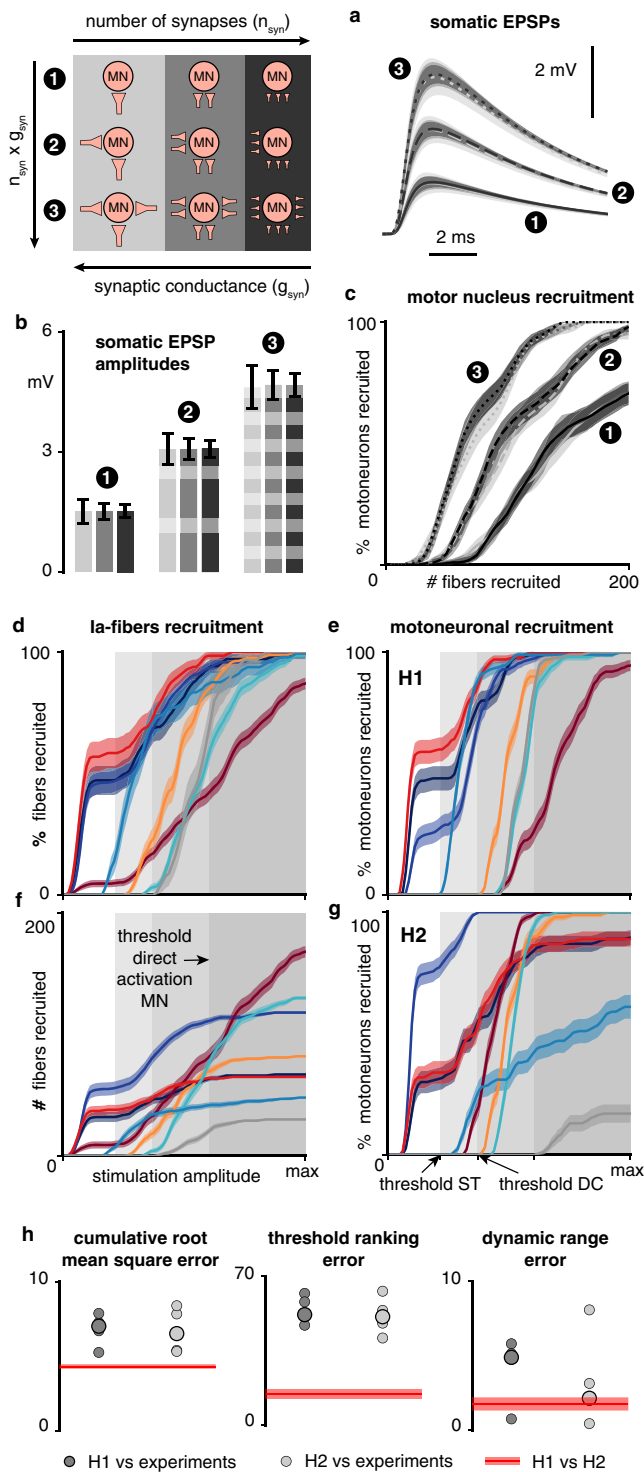 number of synapses (n_syn)
n_syn x g_syn
1
MN MN MN
2
MN MN MN
3
MN MN MN
synaptic conductance (g_syn)
a somatic EPSPs
3
2 mV
2
1
2 ms
b
6
mV
somatic EPSP
amplitudes
3
2
3
1
0
c motor nucleus recruitment
100
% motoneurons recruited
3
2
1
0
# fibers recruited
200
d Ia-fibers recruitment
100
% fibers recruited
0
e motoneuronal recruitment
100
H1
% motoneurons recruited
0
f
200
threshold
direct
activation
MN
# fibers recruited
0
stimulation amplitude
max
g
100
H2
% motoneurons recruited
0
max
threshold ST
threshold DC
h
cumulative root
mean square error
10
0
threshold ranking
error
70
0
dynamic range
error
10
0
H1 vs experiments
H2 vs experiments
H1 vs H2